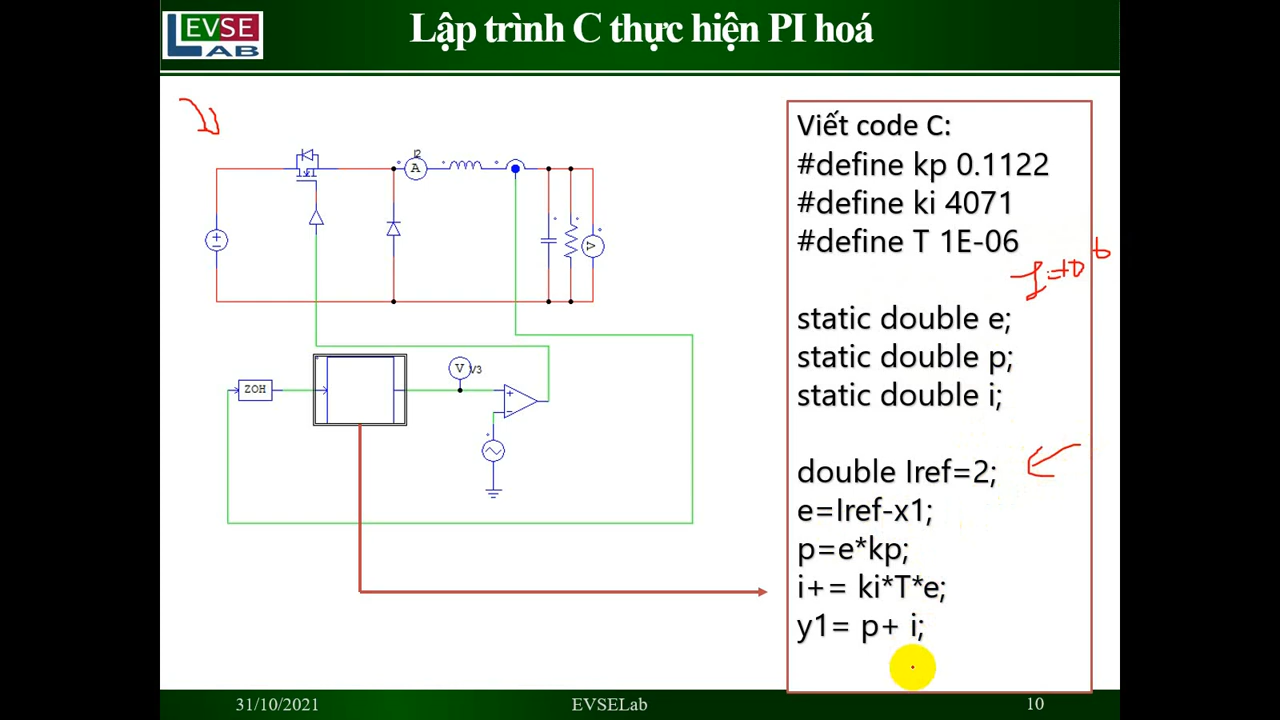 EVSE
LAB
Lập trình C thực hiện PI hoá
I2
A
V
ZOH
V
V3
Viết code C:
#define kp 0.1122
#define ki 4071
#define T 1E-06
static double e;
static double p;
static double i;
double Iref=2;
e=Iref-x1;
p=e*kp;
i+= ki*T*e;
y1= p+ i;
31/10/2021
EVSELab
10